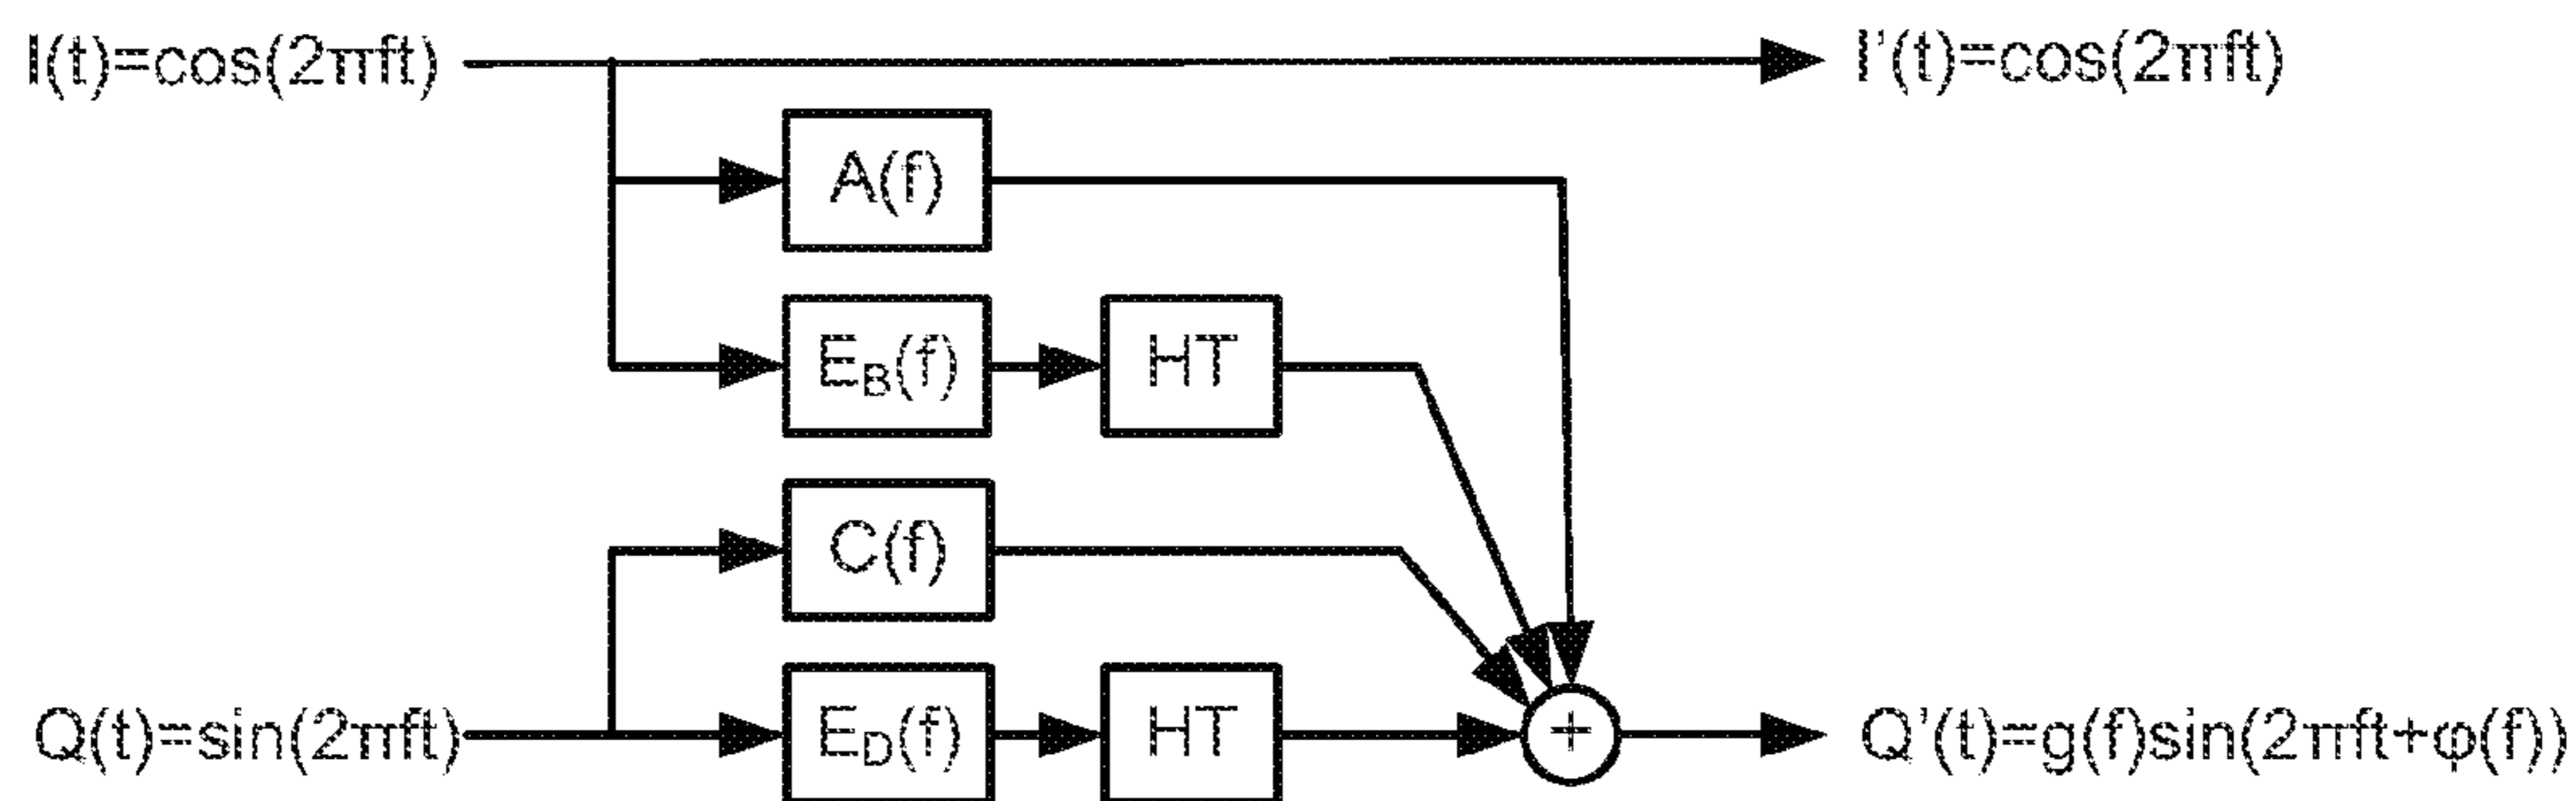 I(t)=cos(2πft)
I'(t)=cos(2πft)
A(f)
E_B(f)
HT
C(f)
E_D(f)
HT
+
Q(t)=sin(2πft)
Q'(t)=g(f)sin(2πft+φ(f))